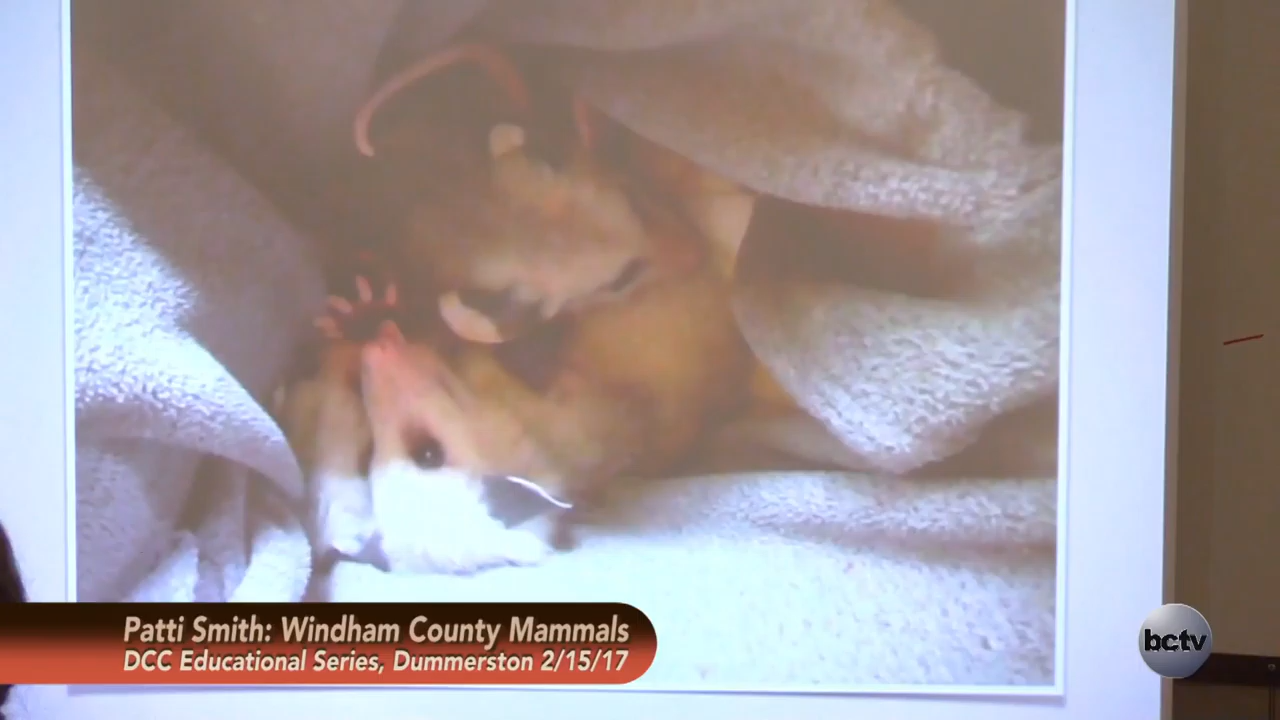 Patti Smith: Windham County Mammals
DCC Educational Series, Dummerston 2/15/17
bctv